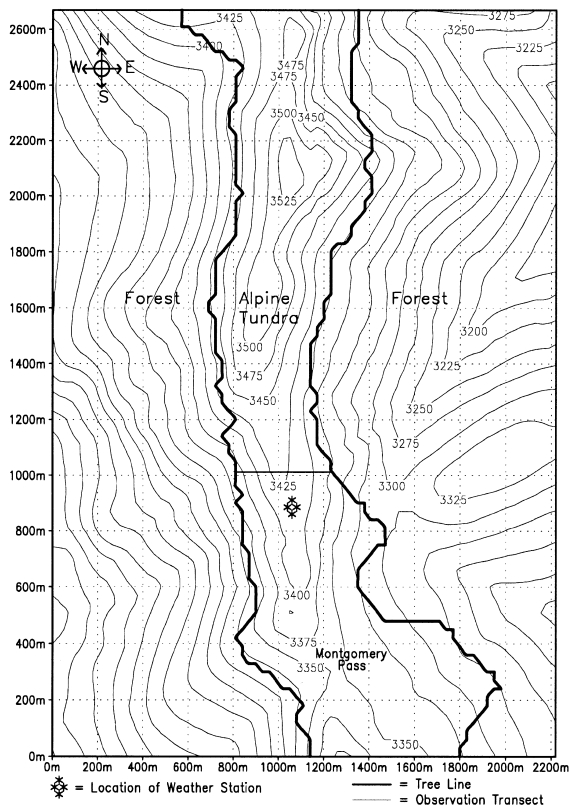 2600m
2400m
2200m
2000m
1800m
1600m
1400m
1200m
1000m
800m
600m
400m
200m
0m
N
W E
S
3425
3400
3475
3475
3500
3450
3525
3275
3250
3225
Forest
Alpine
Tundra
Forest
3500
3475
3450
3200
3225
3250
3275
3300
3325
3425
3400
3375
3350
Montgomery
Pass
3350
0m 200m 400m 600m 800m 1000m 1200m 1400m 1600m 1800m 2000m 2200m
= Location of Weather Station
= Tree Line
= Observation Transect